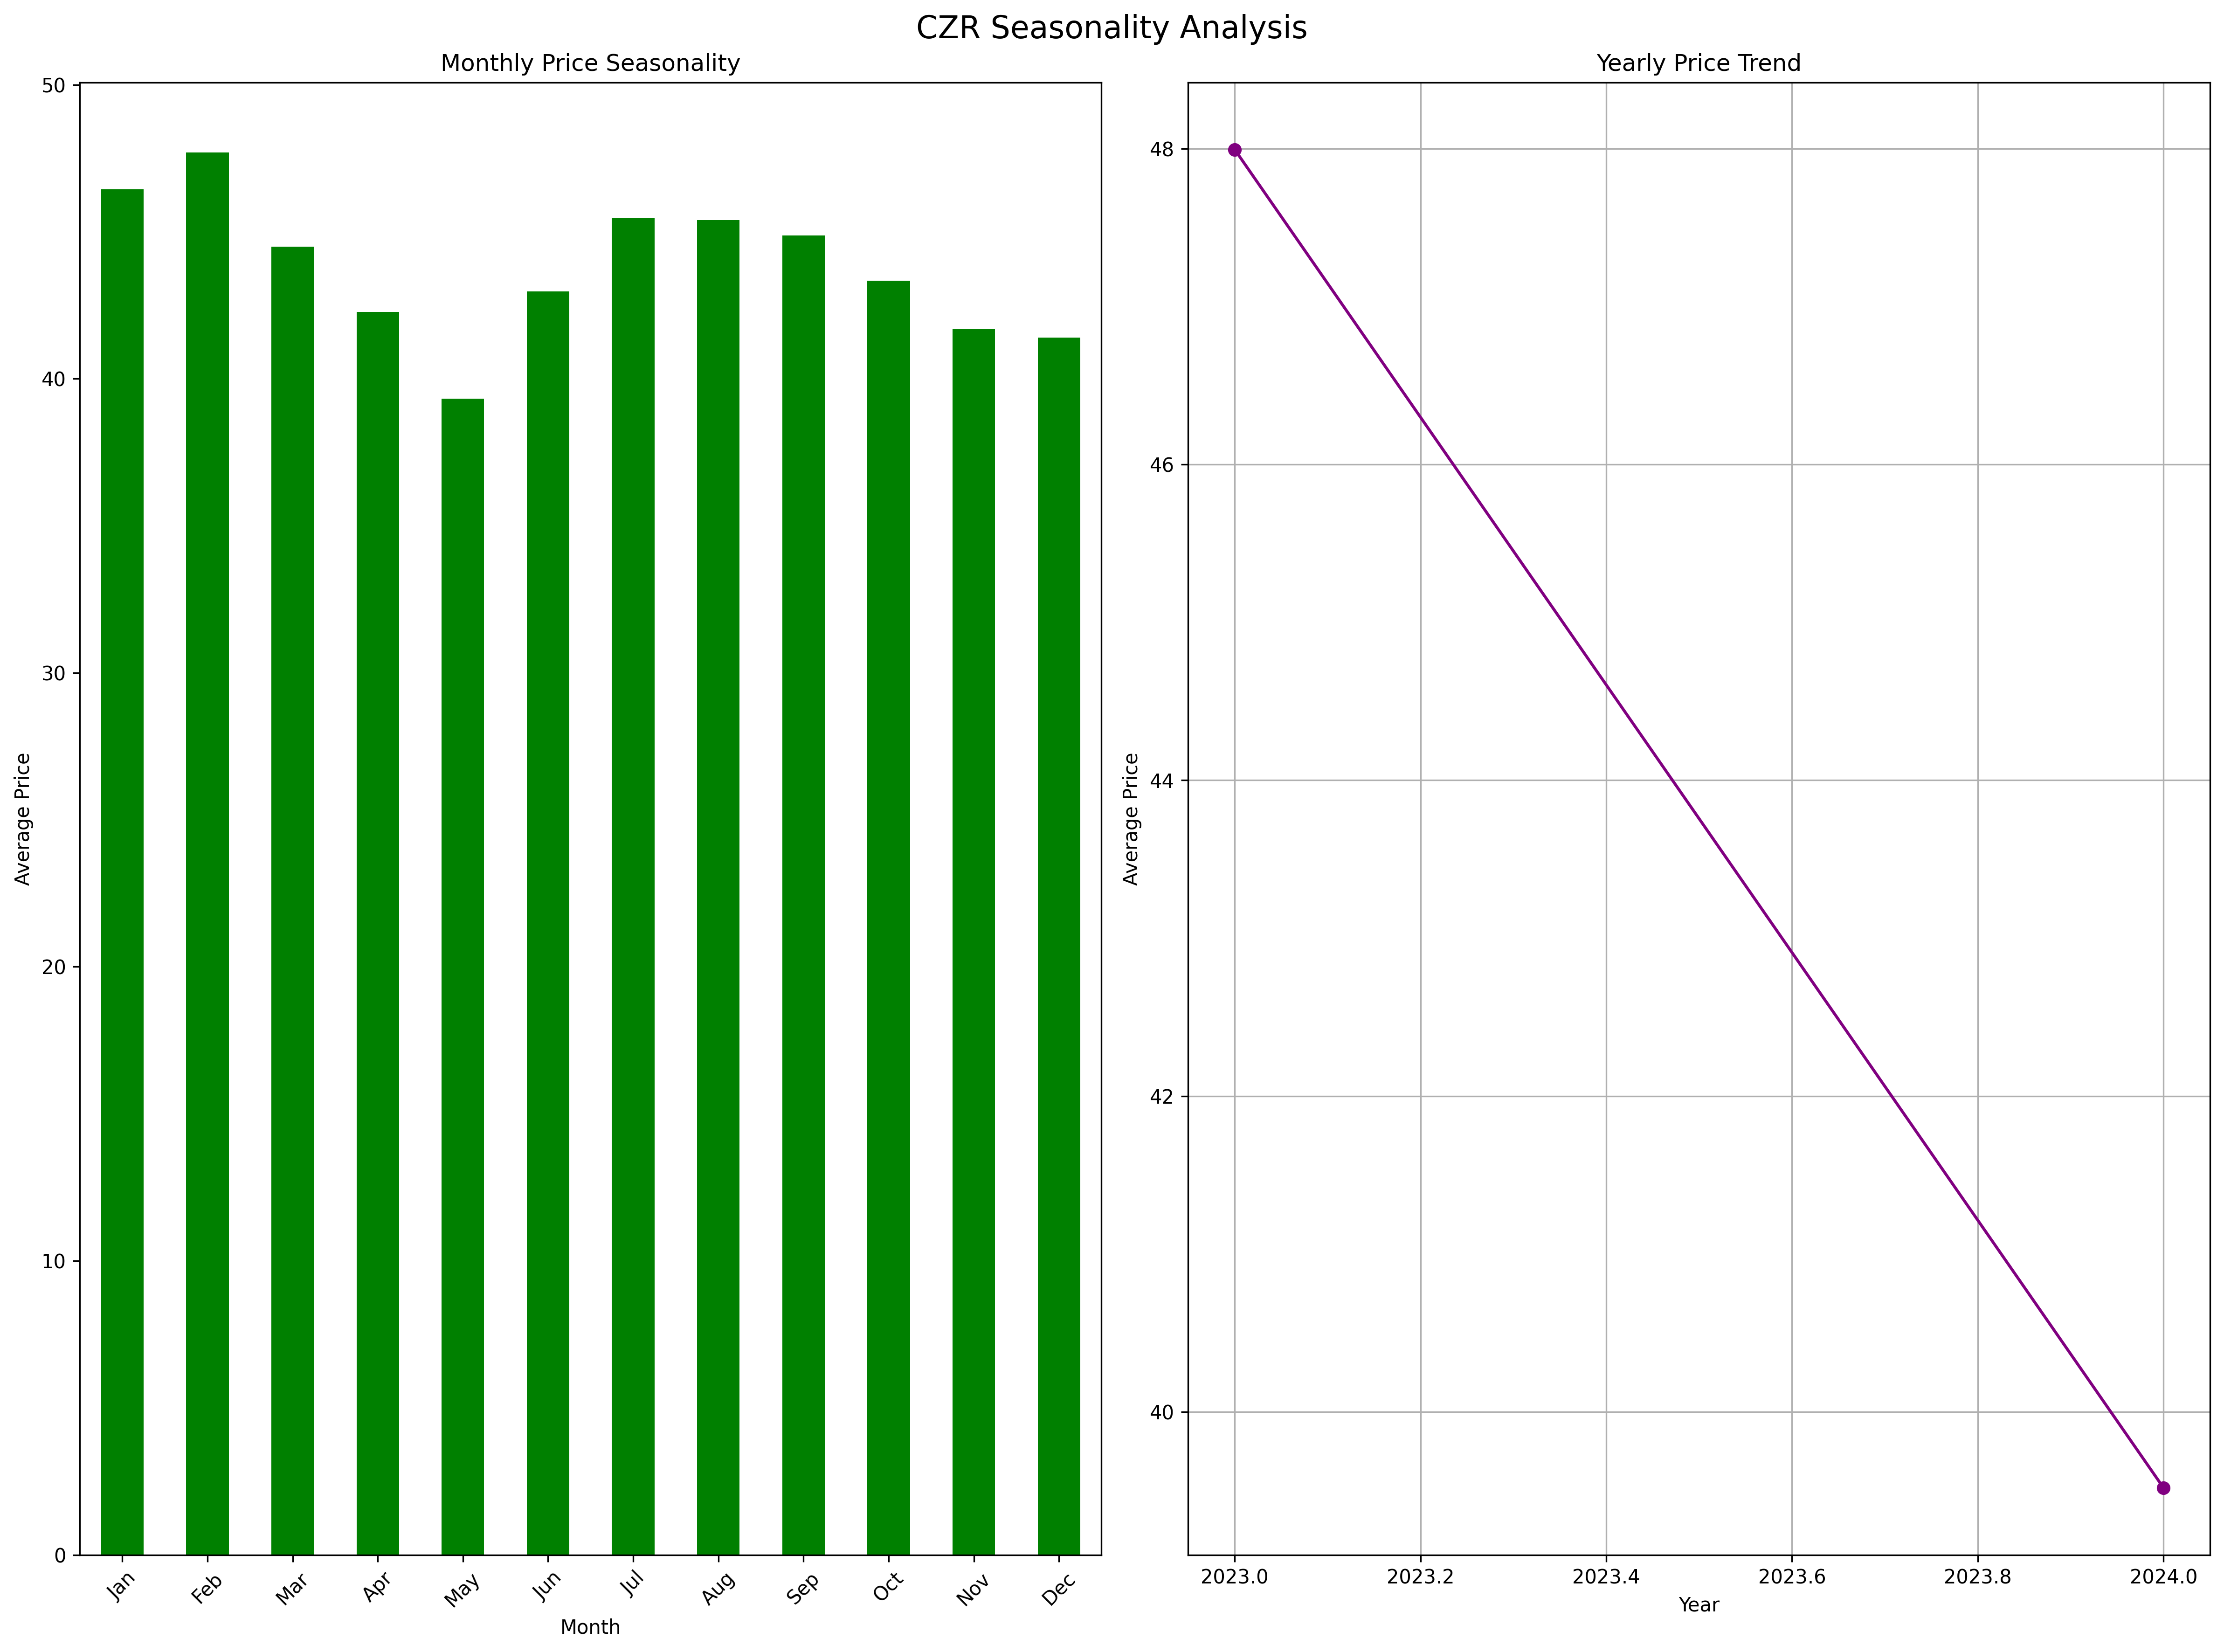 CZR Seasonality Analysis
Monthly Price Seasonality
50
40
30
20
10
0
Average Price
Jan
Feb
Mar
Apr
May
Jun
Jul
Aug
Sep
Oct
Nov
Dec
Month
Yearly Price Trend
48
46
44
42
40
Average Price
2023.0
2023.2
2023.4
2023.6
2023.8
2024.0
Year